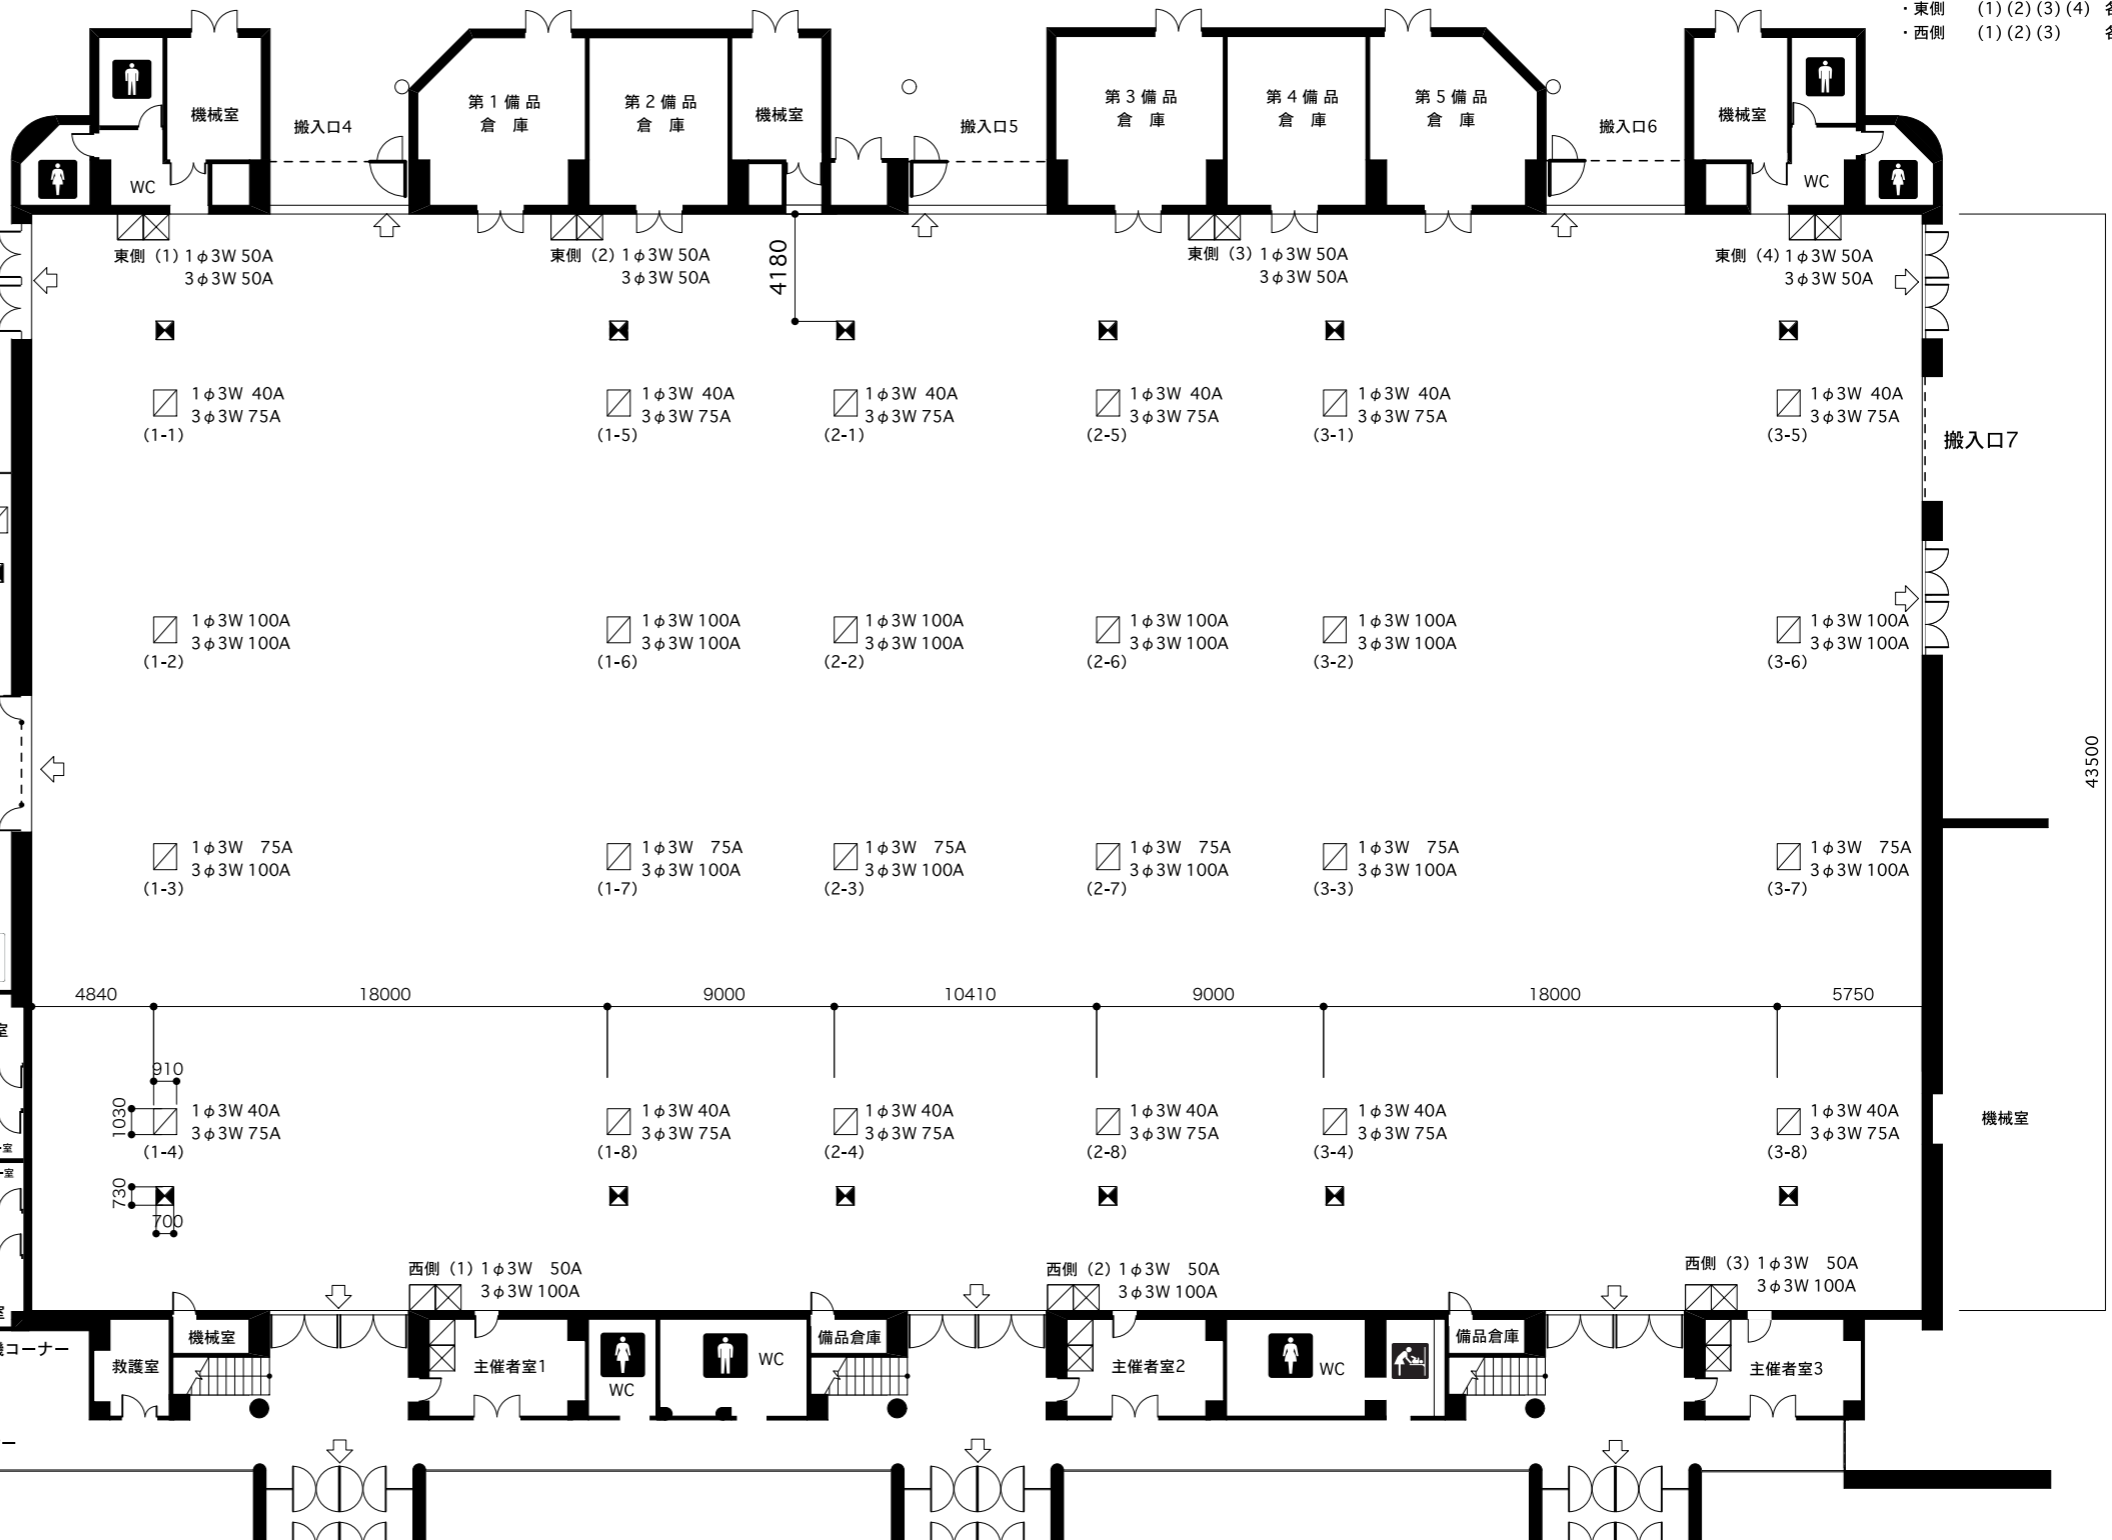 ・東側 (1) (2) (3) (4)
・西側 (1) (2) (3)
機械室
搬入口4
第1備品
倉 庫
第2備品
倉 庫
機械室
搬入口5
第3備品
倉 庫
第4備品
倉 庫
第5備品
倉 庫
搬入口6
機械室
WC
WC
東側 (1) 1φ3W 50A
3φ3W 50A
東側 (2) 1φ3W 50A
3φ3W 50A
4180
東側 (3) 1φ3W 50A
3φ3W 50A
東側 (4) 1φ3W 50A
3φ3W 50A
1φ3W 40A
3φ3W 75A
(1-1)
1φ3W 40A
3φ3W 75A
(1-5)
1φ3W 40A
3φ3W 75A
(2-1)
1φ3W 40A
3φ3W 75A
(2-5)
1φ3W 40A
3φ3W 75A
(3-1)
1φ3W 40A
3φ3W 75A
(3-5)
搬入口7
1φ3W 100A
3φ3W 100A
(1-2)
1φ3W 100A
3φ3W 100A
(1-6)
1φ3W 100A
3φ3W 100A
(2-2)
1φ3W 100A
3φ3W 100A
(2-6)
1φ3W 100A
3φ3W 100A
(3-2)
1φ3W 100A
3φ3W 100A
(3-6)
43500
1φ3W 75A
3φ3W 100A
(1-3)
1φ3W 75A
3φ3W 100A
(1-7)
1φ3W 75A
3φ3W 100A
(2-3)
1φ3W 75A
3φ3W 100A
(2-7)
1φ3W 75A
3φ3W 100A
(3-3)
1φ3W 75A
3φ3W 100A
(3-7)
4840
18000
9000
10410
9000
18000
5750
室
910
1030
1φ3W 40A
3φ3W 75A
(1-4)
1φ3W 40A
3φ3W 75A
(1-8)
1φ3W 40A
3φ3W 75A
(2-4)
1φ3W 40A
3φ3W 75A
(2-8)
1φ3W 40A
3φ3W 75A
(3-4)
1φ3W 40A
3φ3W 75A
(3-8)
機械室
ー室
ー室
730
700
西側 (1) 1φ3W 50A
3φ3W 100A
西側 (2) 1φ3W 50A
3φ3W 100A
西側 (3) 1φ3W 50A
3φ3W 100A
室
コーナー
救護室
機械室
主催者室1
WC
WC
備品倉庫
主催者室2
WC
備品倉庫
主催者室3
ー